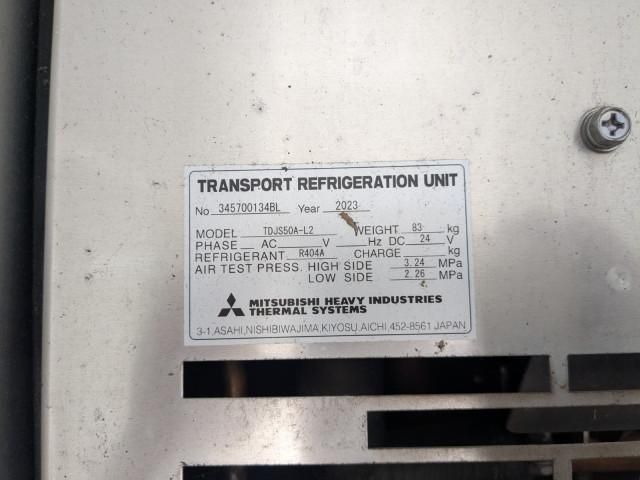 TRANSPORT REFRIGERATION UNIT
No 345700134BL Year 2023
MODEL TDJS50A-L2 WEIGHT 83 kg
PHASE AC V Hz DC 24 V
REFRIGERANT R404A CHARGE kg
AIR TEST PRESS. HIGH SIDE 3.24 MPa
LOW SIDE 2.26 MPa
MITSUBISHI HEAVY INDUSTRIES
THERMAL SYSTEMS
3-1,ASAHI,NISHIBIWAJIMA,KIYOSU,AICHI,452-8561 JAPAN